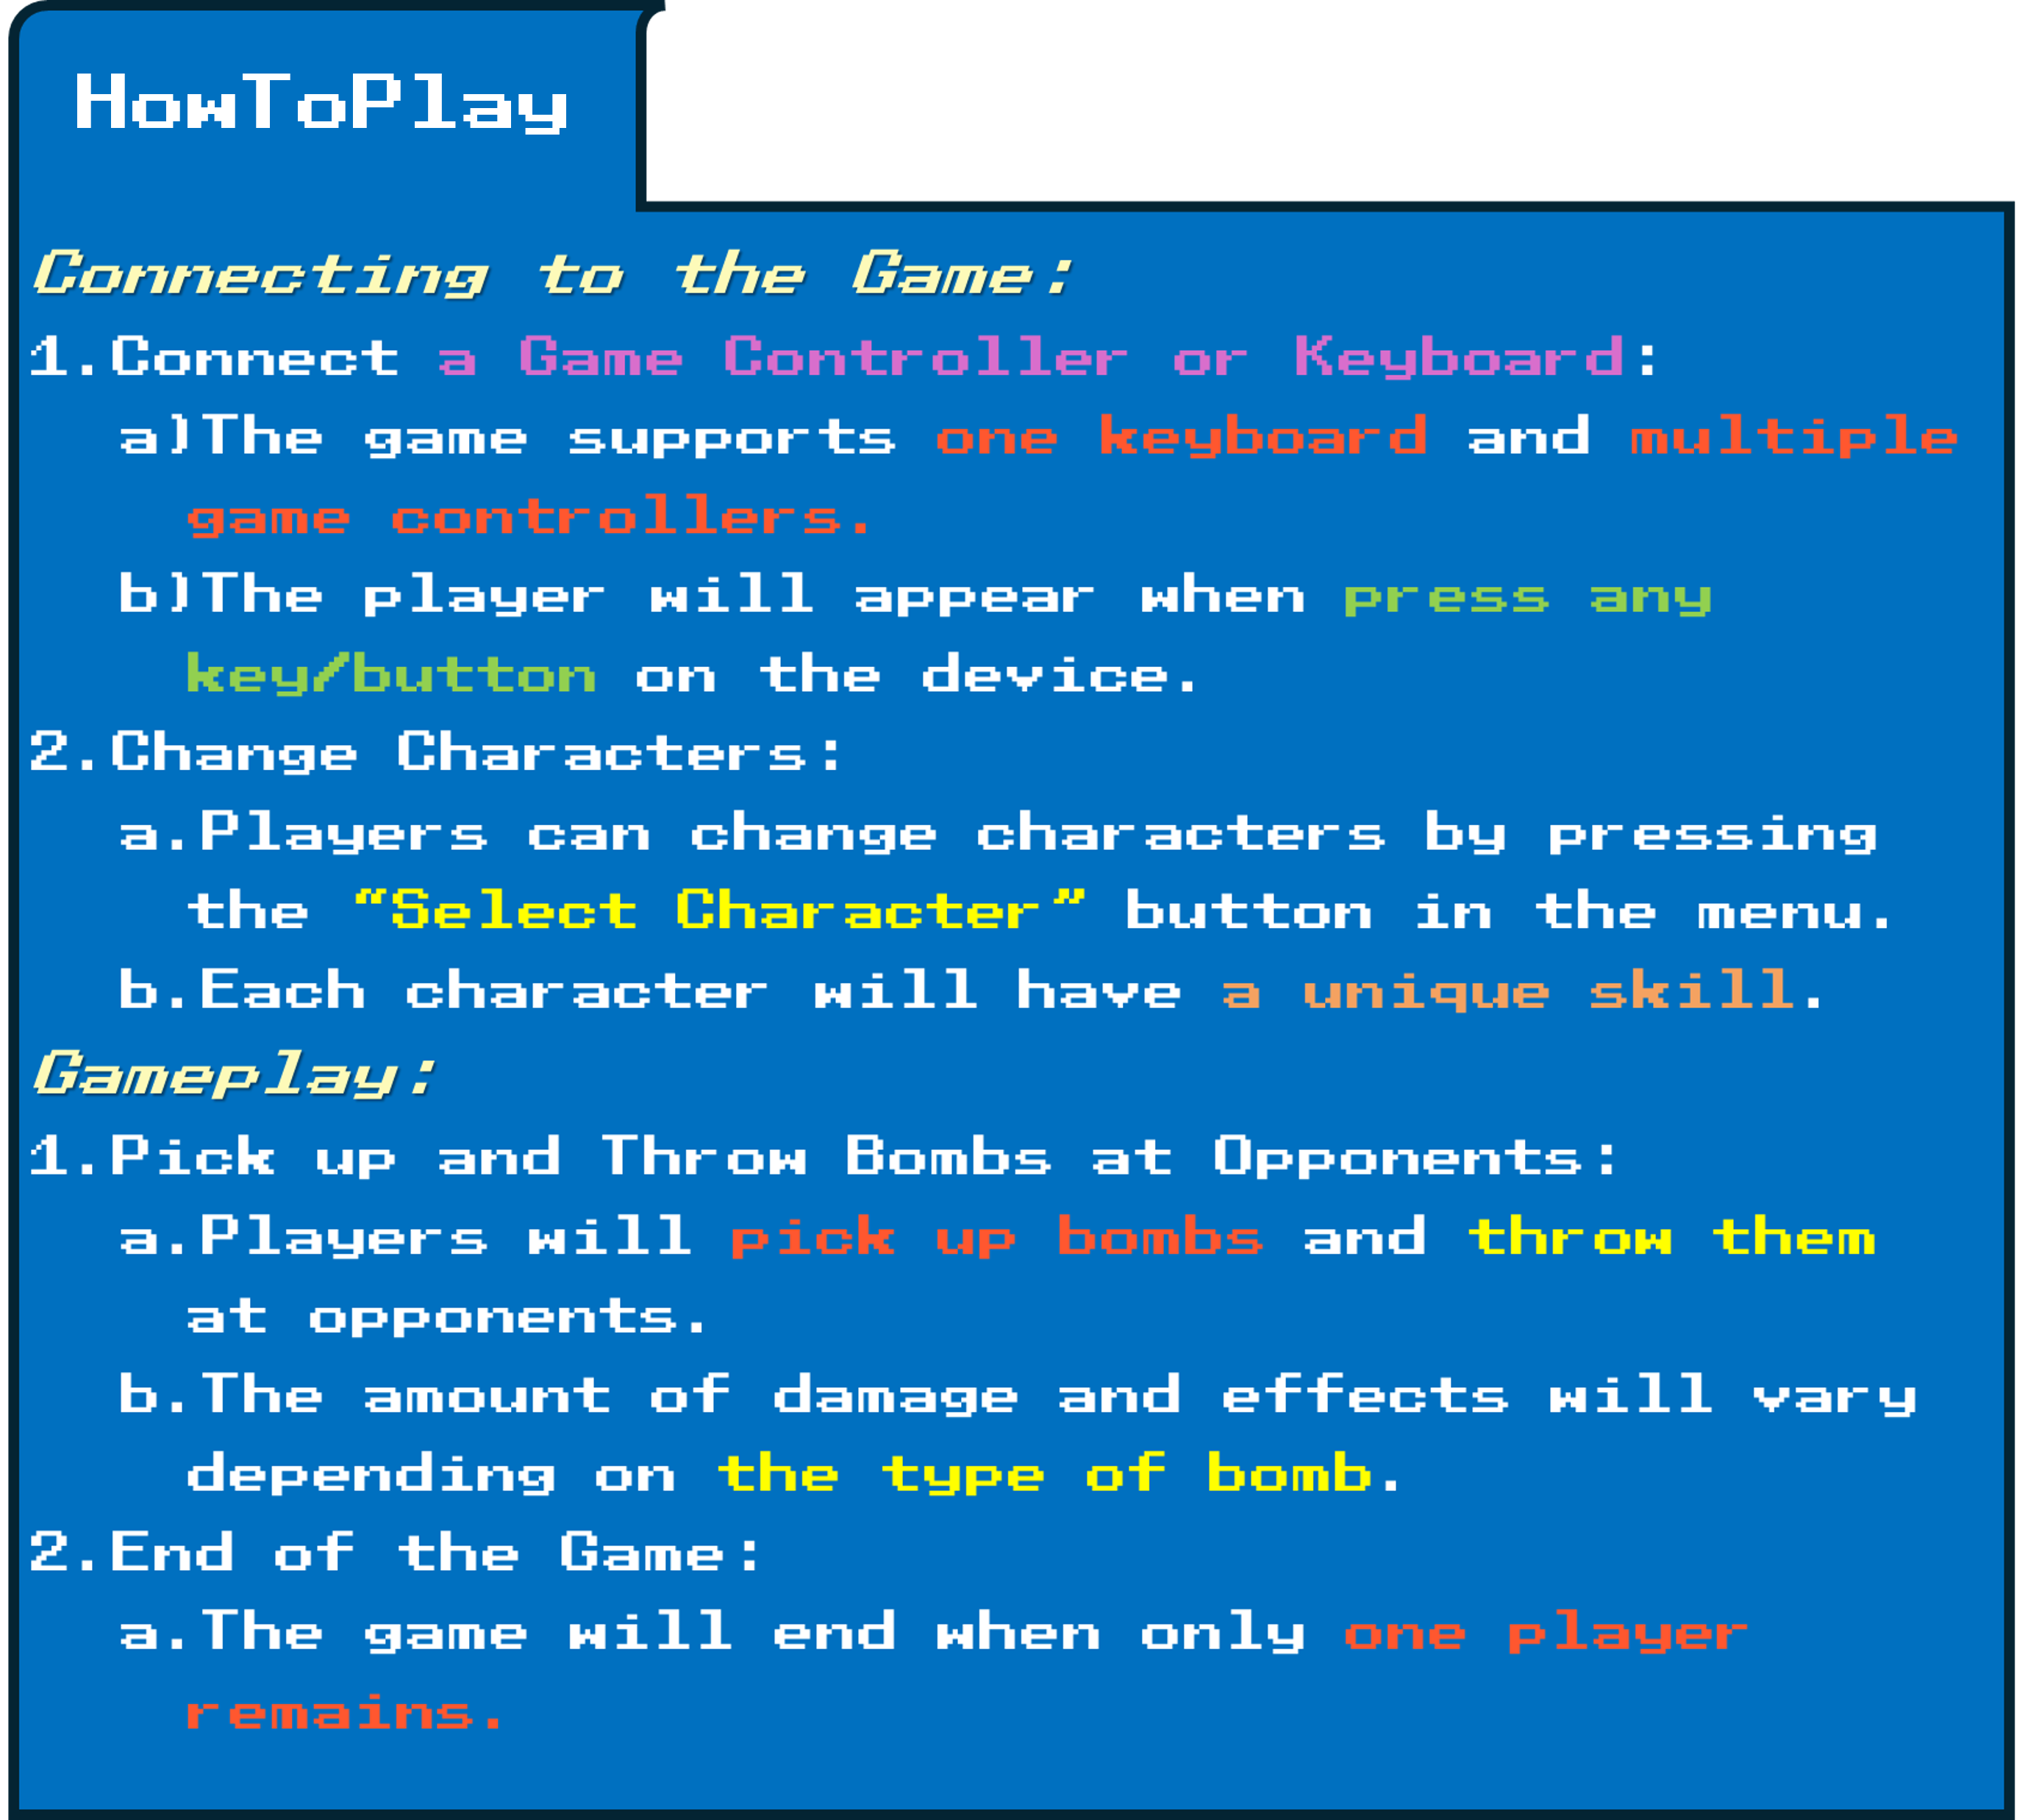 HowToPlay
Connecting to the Game:
1.Connect a Game Controller or Keyboard:
a)The game supports one keyboard and multiple
game controllers.
b)The player will appear when press any
key/button on the device.
2.Change Characters:
a.Players can change characters by pressing
the “Select Character” button in the menu.
b.Each character will have a unique skill.
Gameplay:
1.Pick up and Throw Bombs at Opponents:
a.Players will pick up bombs and throw them
at opponents.
b.The amount of damage and effects will vary
depending on the type of bomb.
2.End of the Game:
a.The game will end when only one player
remains.